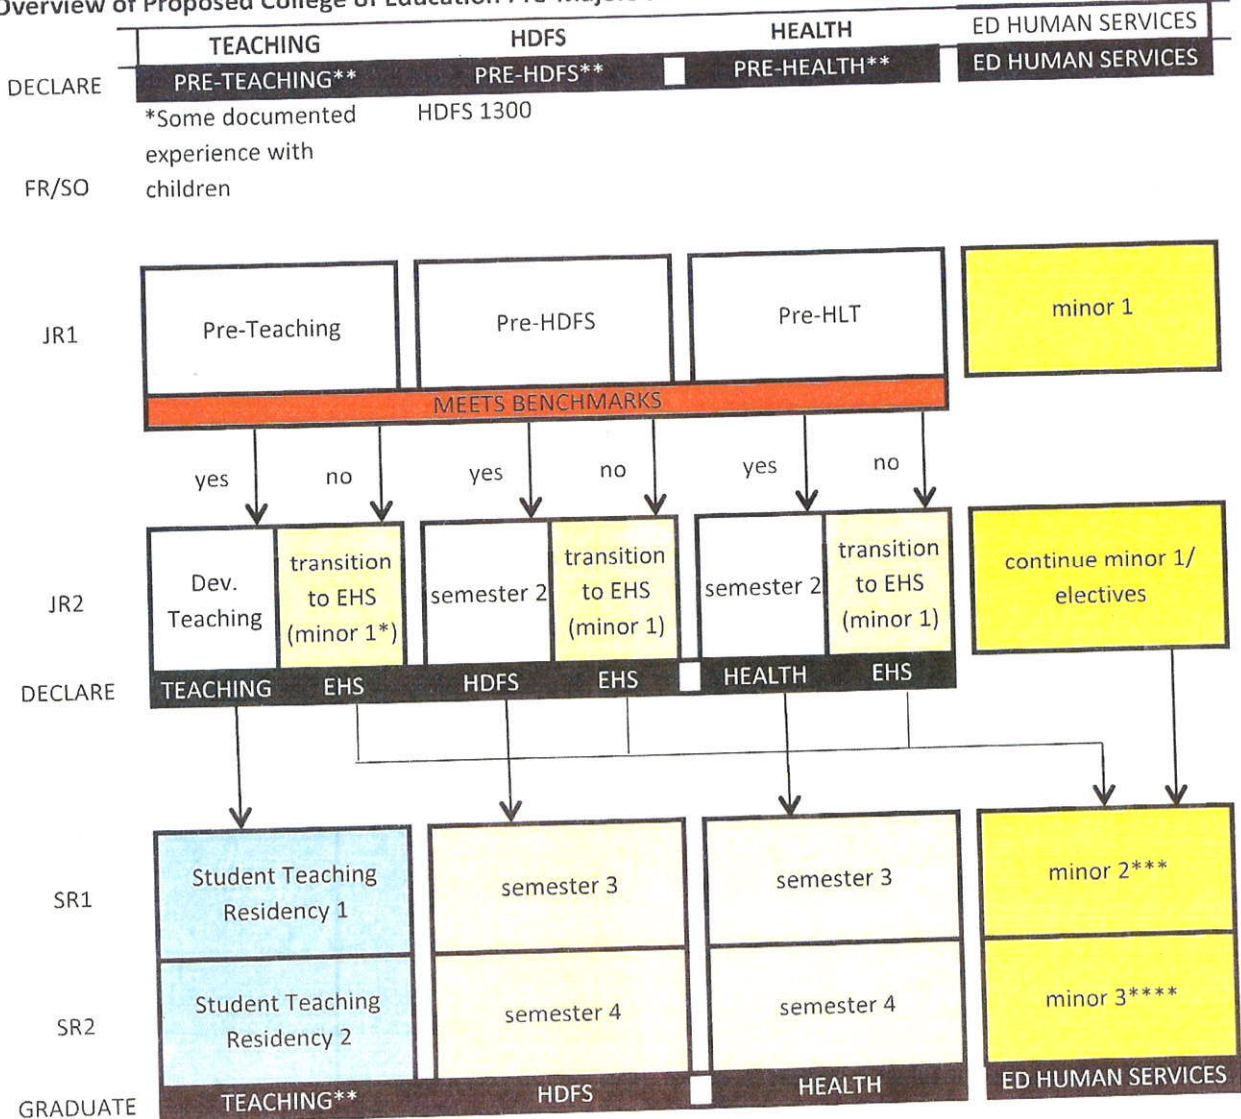 Overview of Proposed College of Education Pre-Majors
TEACHING HDFS HEALTH ED HUMAN SERVICES
DECLARE PRE-TEACHING** PRE-HDFS** PRE-HEALTH** ED HUMAN SERVICES
*Some documented HDFS 1300
experience with
FR/SO children
JR1 Pre-Teaching Pre-HDFS Pre-HLT minor 1
MEETS BENCHMARKS
yes no yes no yes no
Dev. transition transition transition continue minor 1/
JR2 Teaching to EHS semester 2 to EHS semester 2 to EHS electives
(minor 1*) (minor 1) (minor 1)
DECLARE TEACHING EHS HDFS EHS HEALTH EHS
SR1 Student Teaching semester 3 semester 3 minor 2***
Residency 1
SR2 Student Teaching semester 4 semester 4 minor 3****
Residency 2
GRADUATE TEACHING** HDFS HEALTH ED HUMAN SERVICES